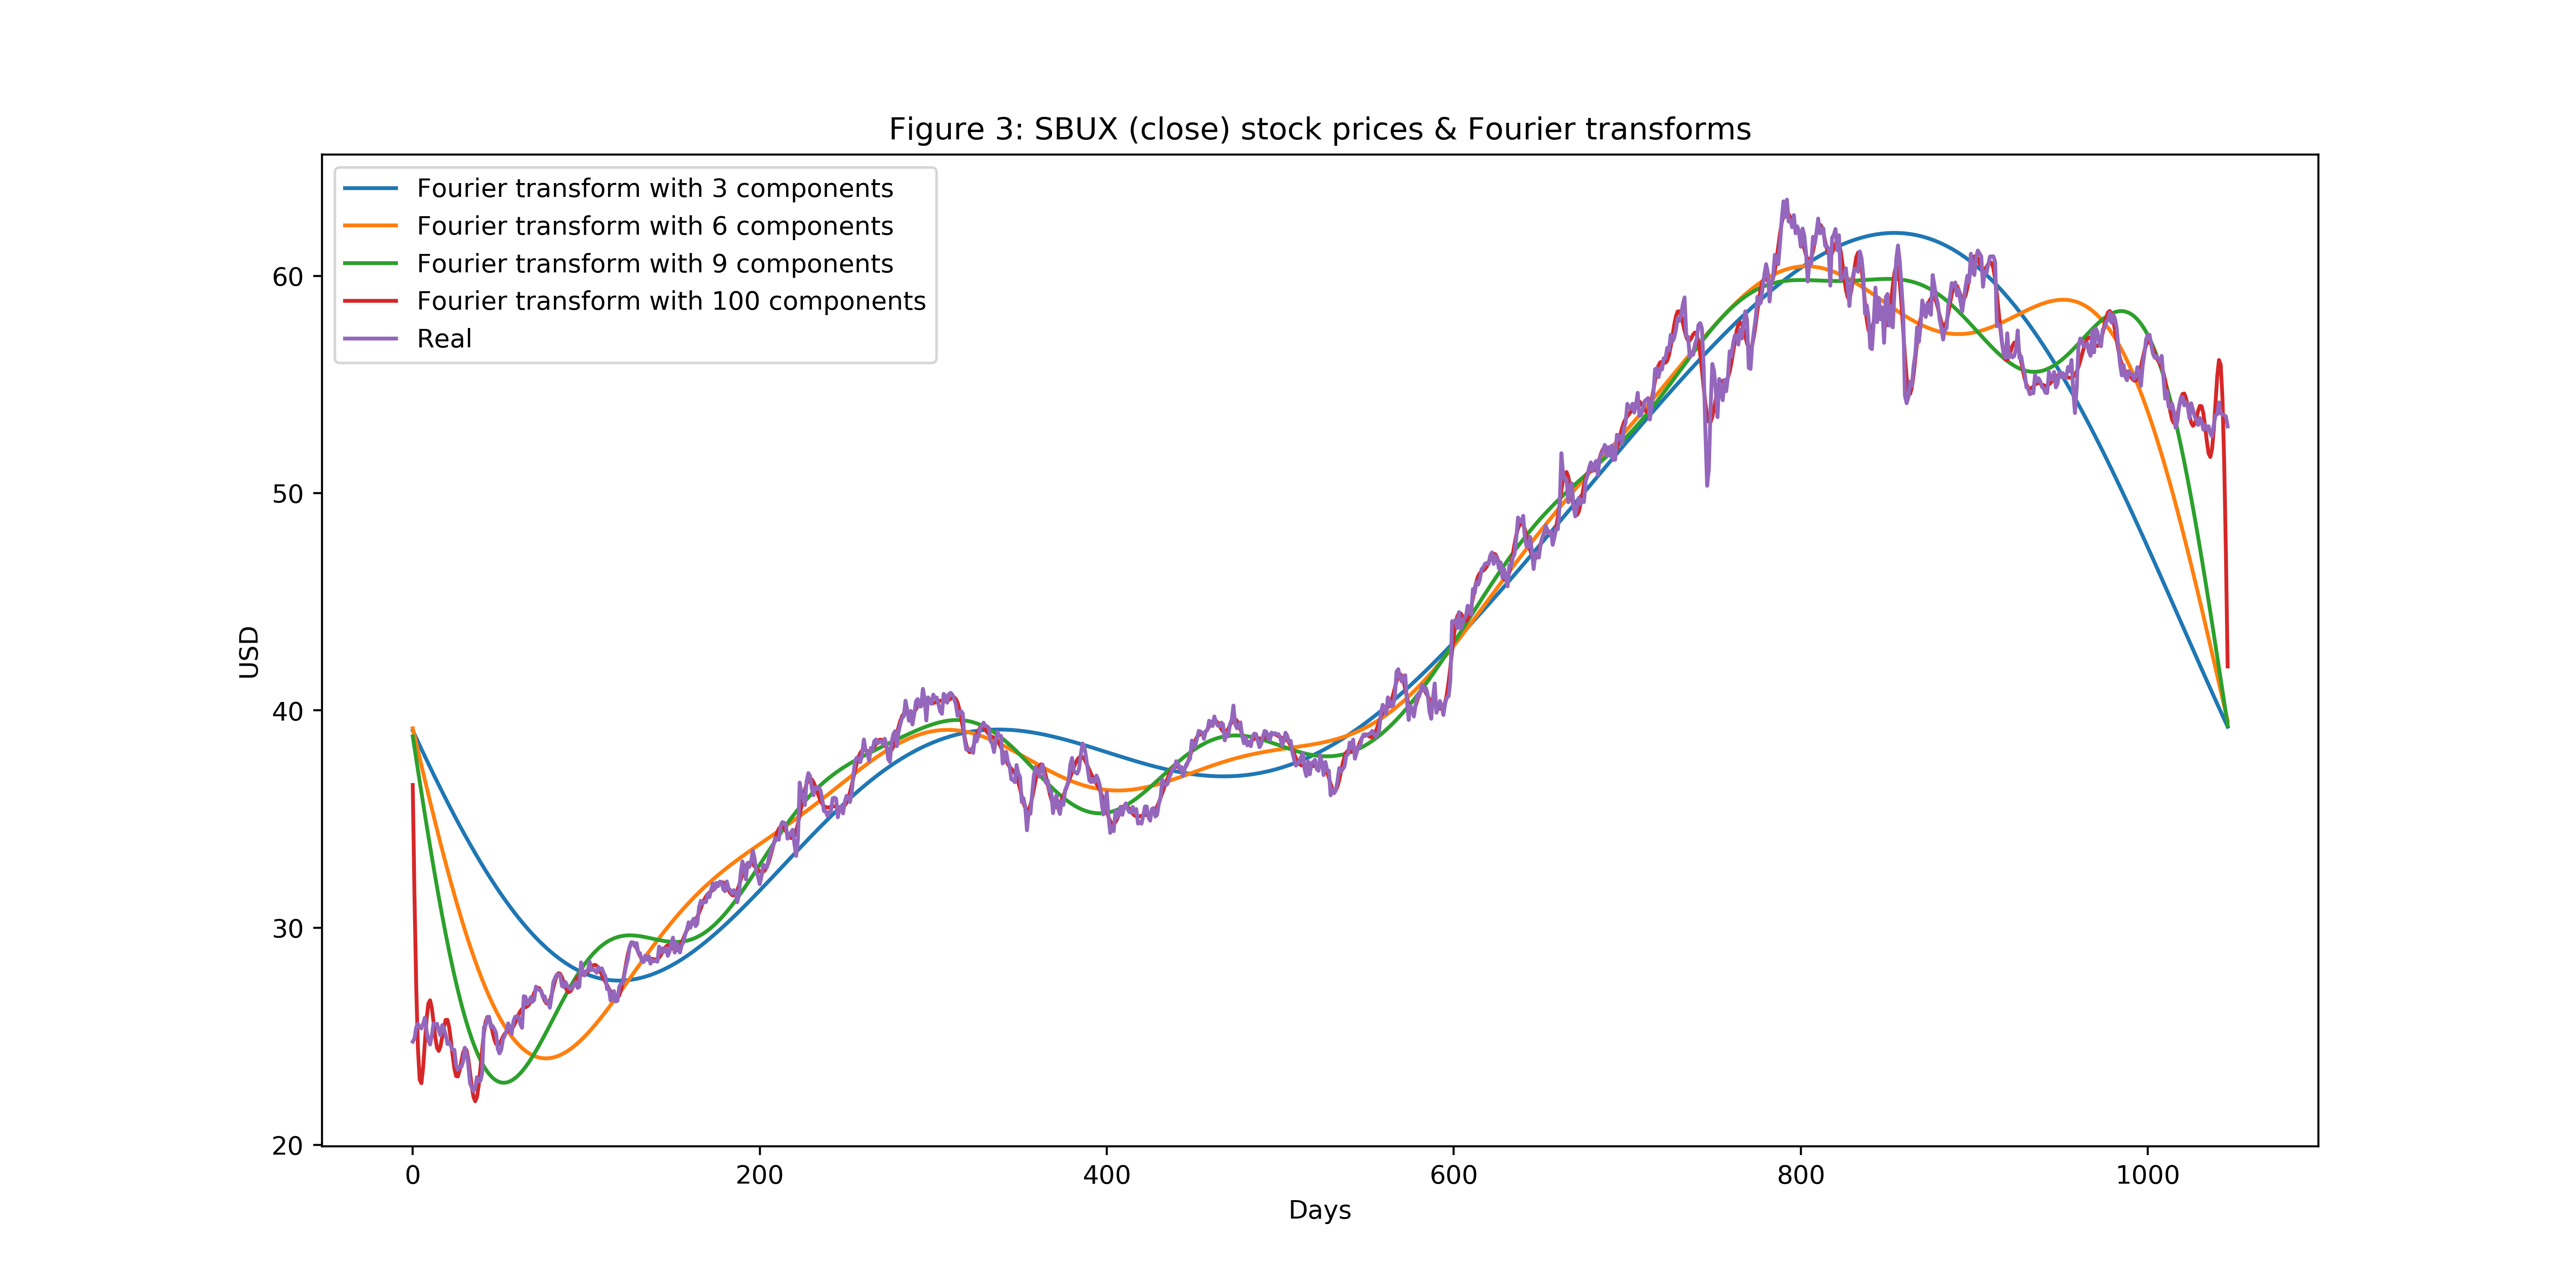 Figure 3: SBUX (close) stock prices & Fourier transforms
Fourier transform with 3 components
Fourier transform with 6 components
Fourier transform with 9 components
Fourier transform with 100 components
Real
60
50
40
30
20
USD
0 200 400 600 800 1000
Days